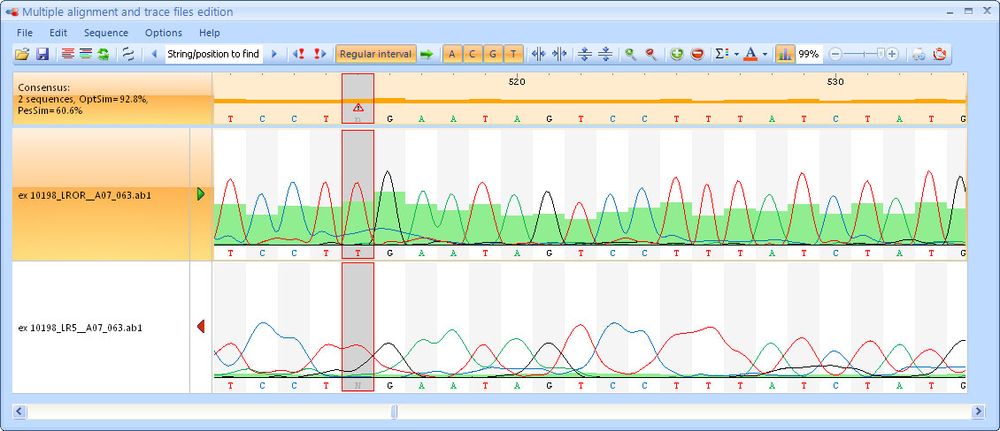 Multiple alignment and trace files edition
File Edit Sequence Options Help
String/position to find Regular interval A C G T Σ A 99%
Consensus:
2 sequences, OptSim=92.8%,
PesSim=60.6%
520 530
T C C T n G A A T A G T C C T T T A T C T A T G
ex 10198_LROR__A07_063.ab1
T C C T T G A A T A G T C C T T T A T C T A T G
ex 10198_LR5__A07_063.ab1
T C C T N G A A T A G T C C T T T A T C T A T G